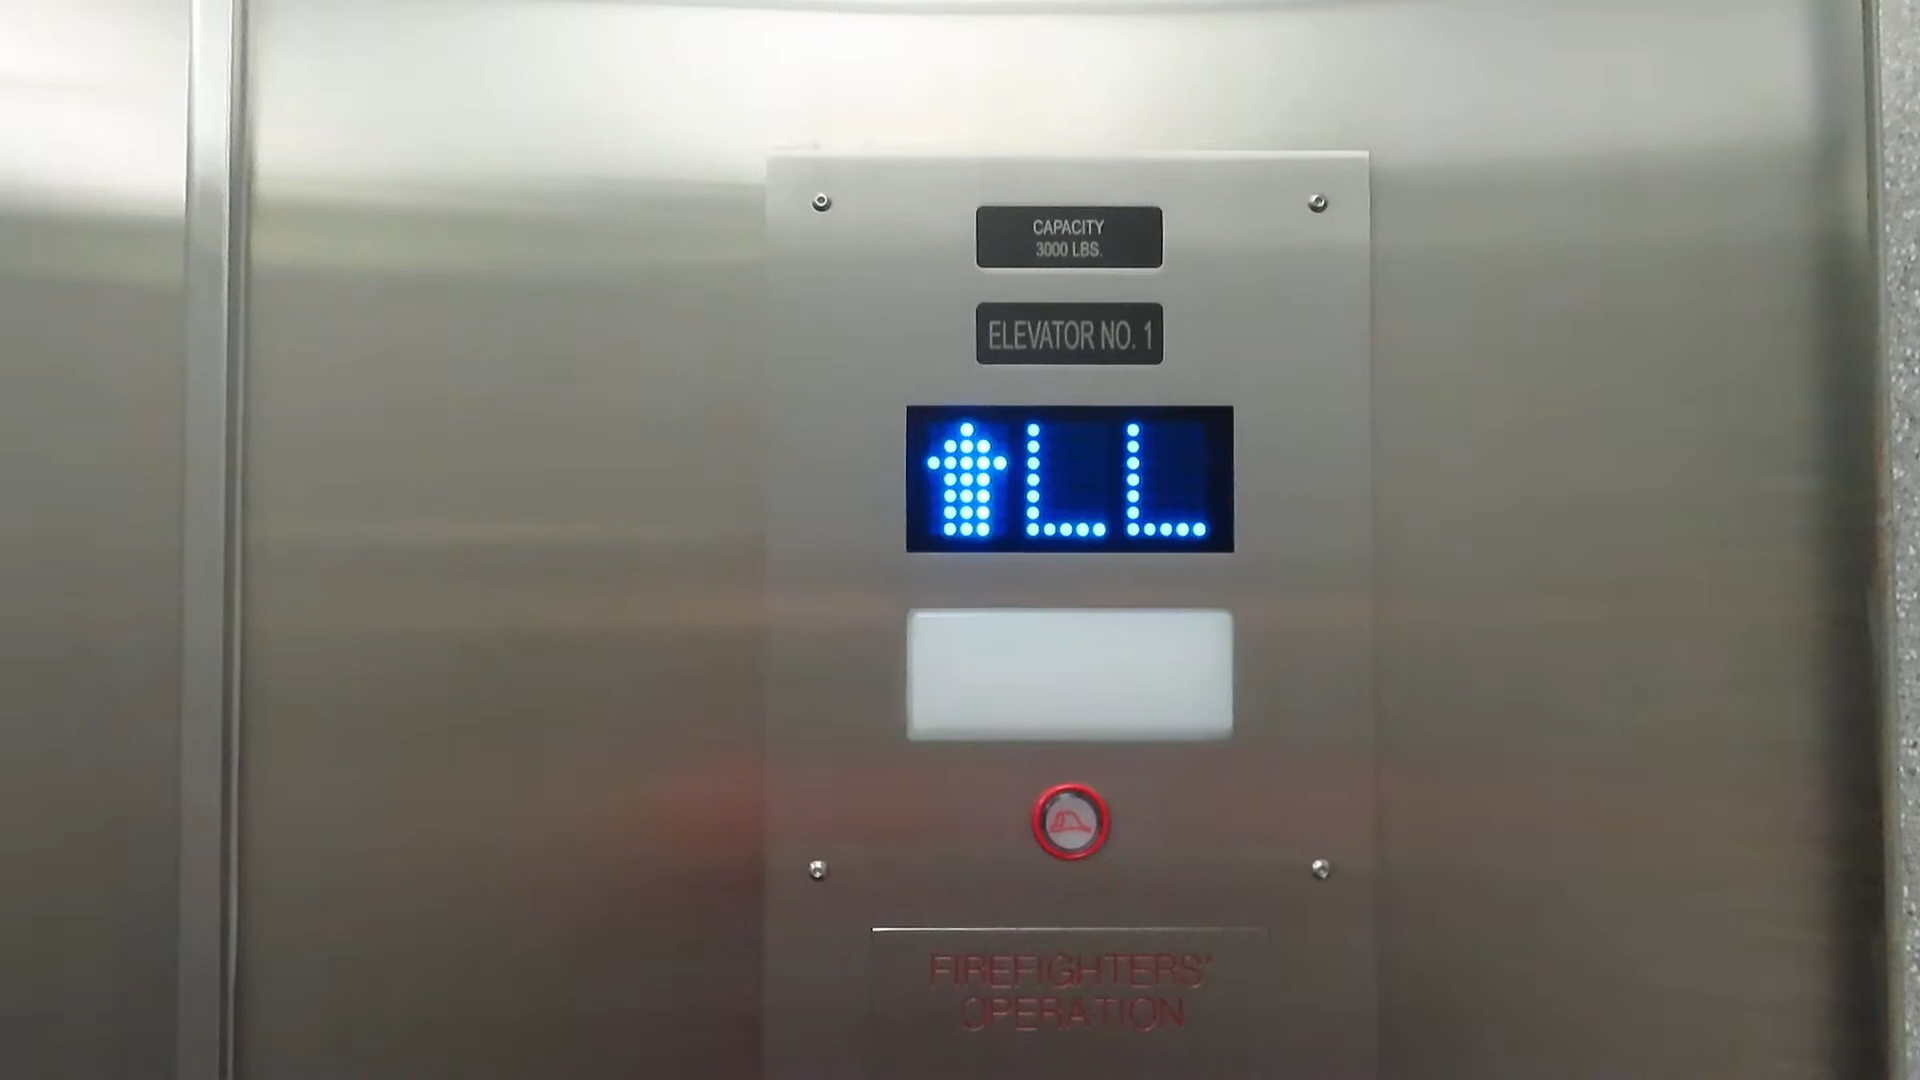 CAPACITY
3000 LBS.
ELEVATOR NO. 1
LL
FIREFIGHTERS'
OPERATION